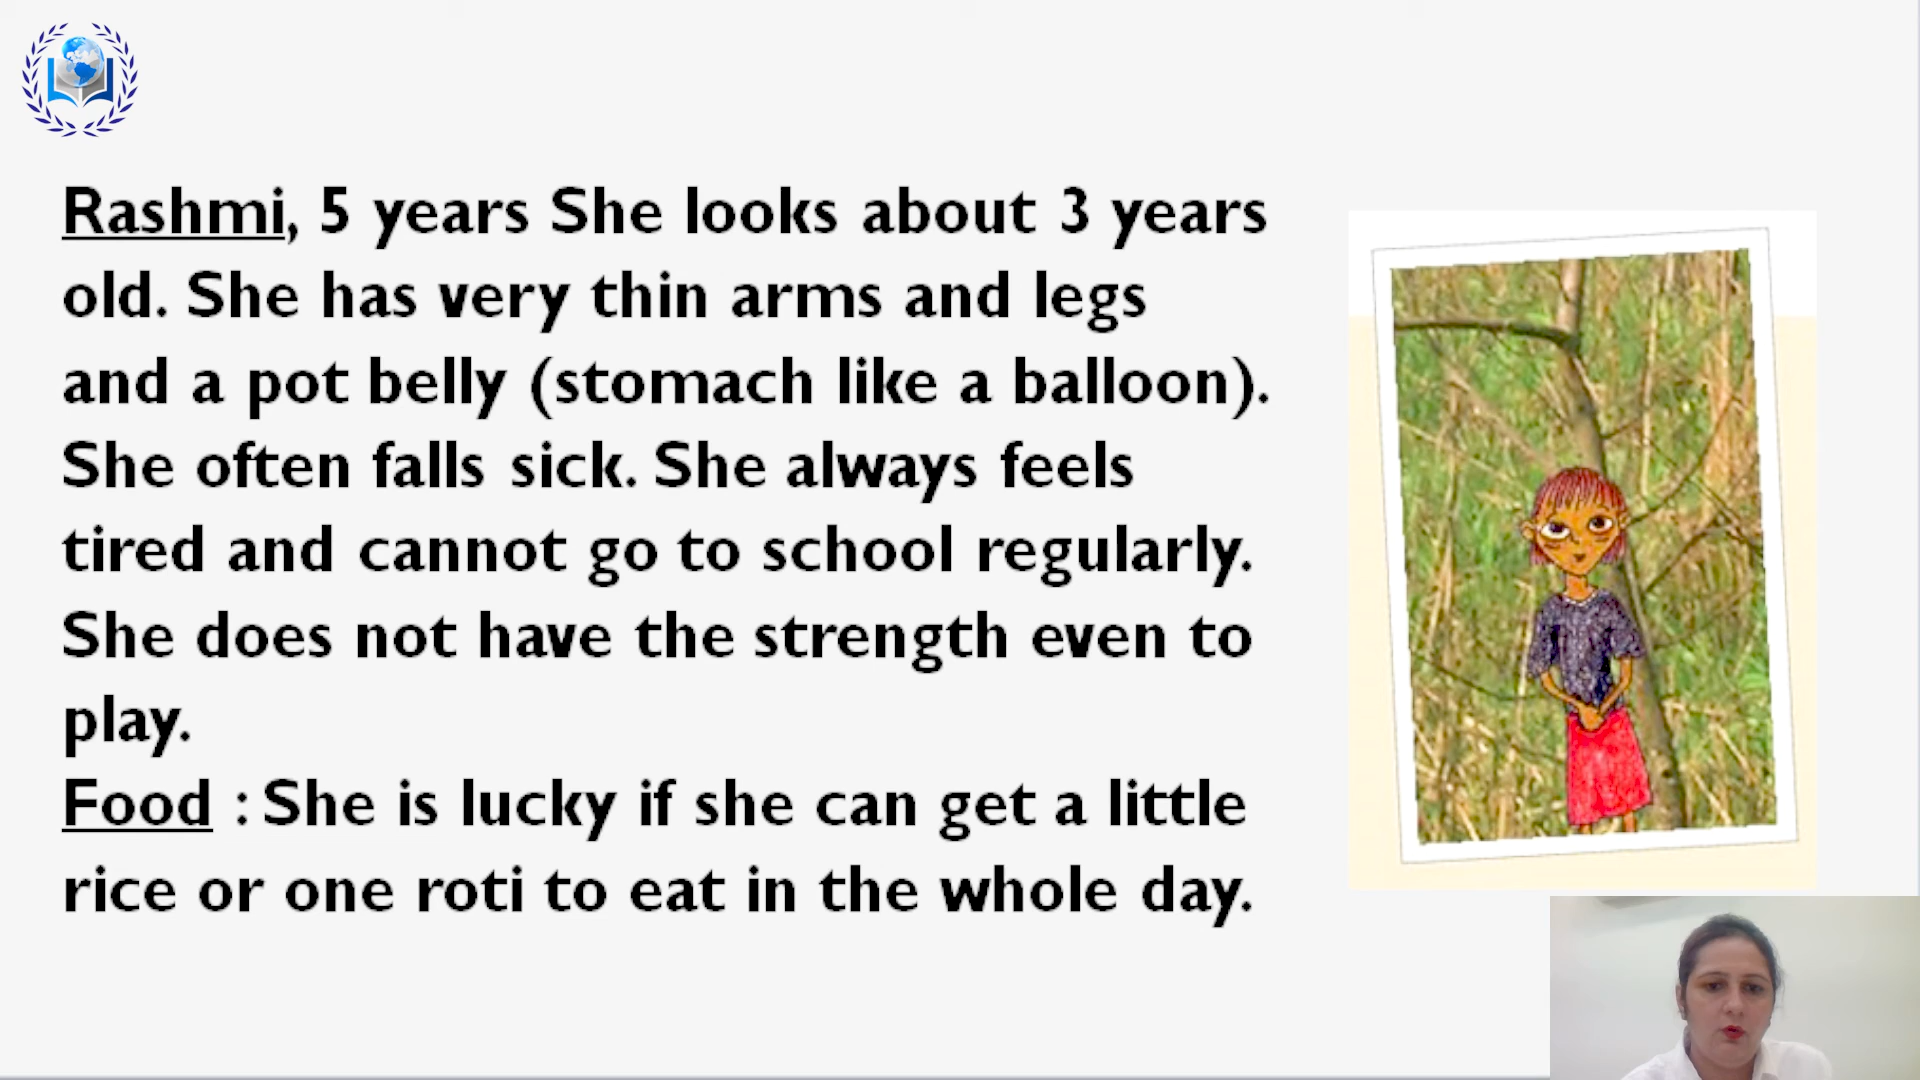 Rashmi, 5 years She looks about 3 years
old. She has very thin arms and legs
and a pot belly (stomach like a balloon).
She often falls sick. She always feels
tired and cannot go to school regularly.
She does not have the strength even to
play.
Food : She is lucky if she can get a little
rice or one roti to eat in the whole day.